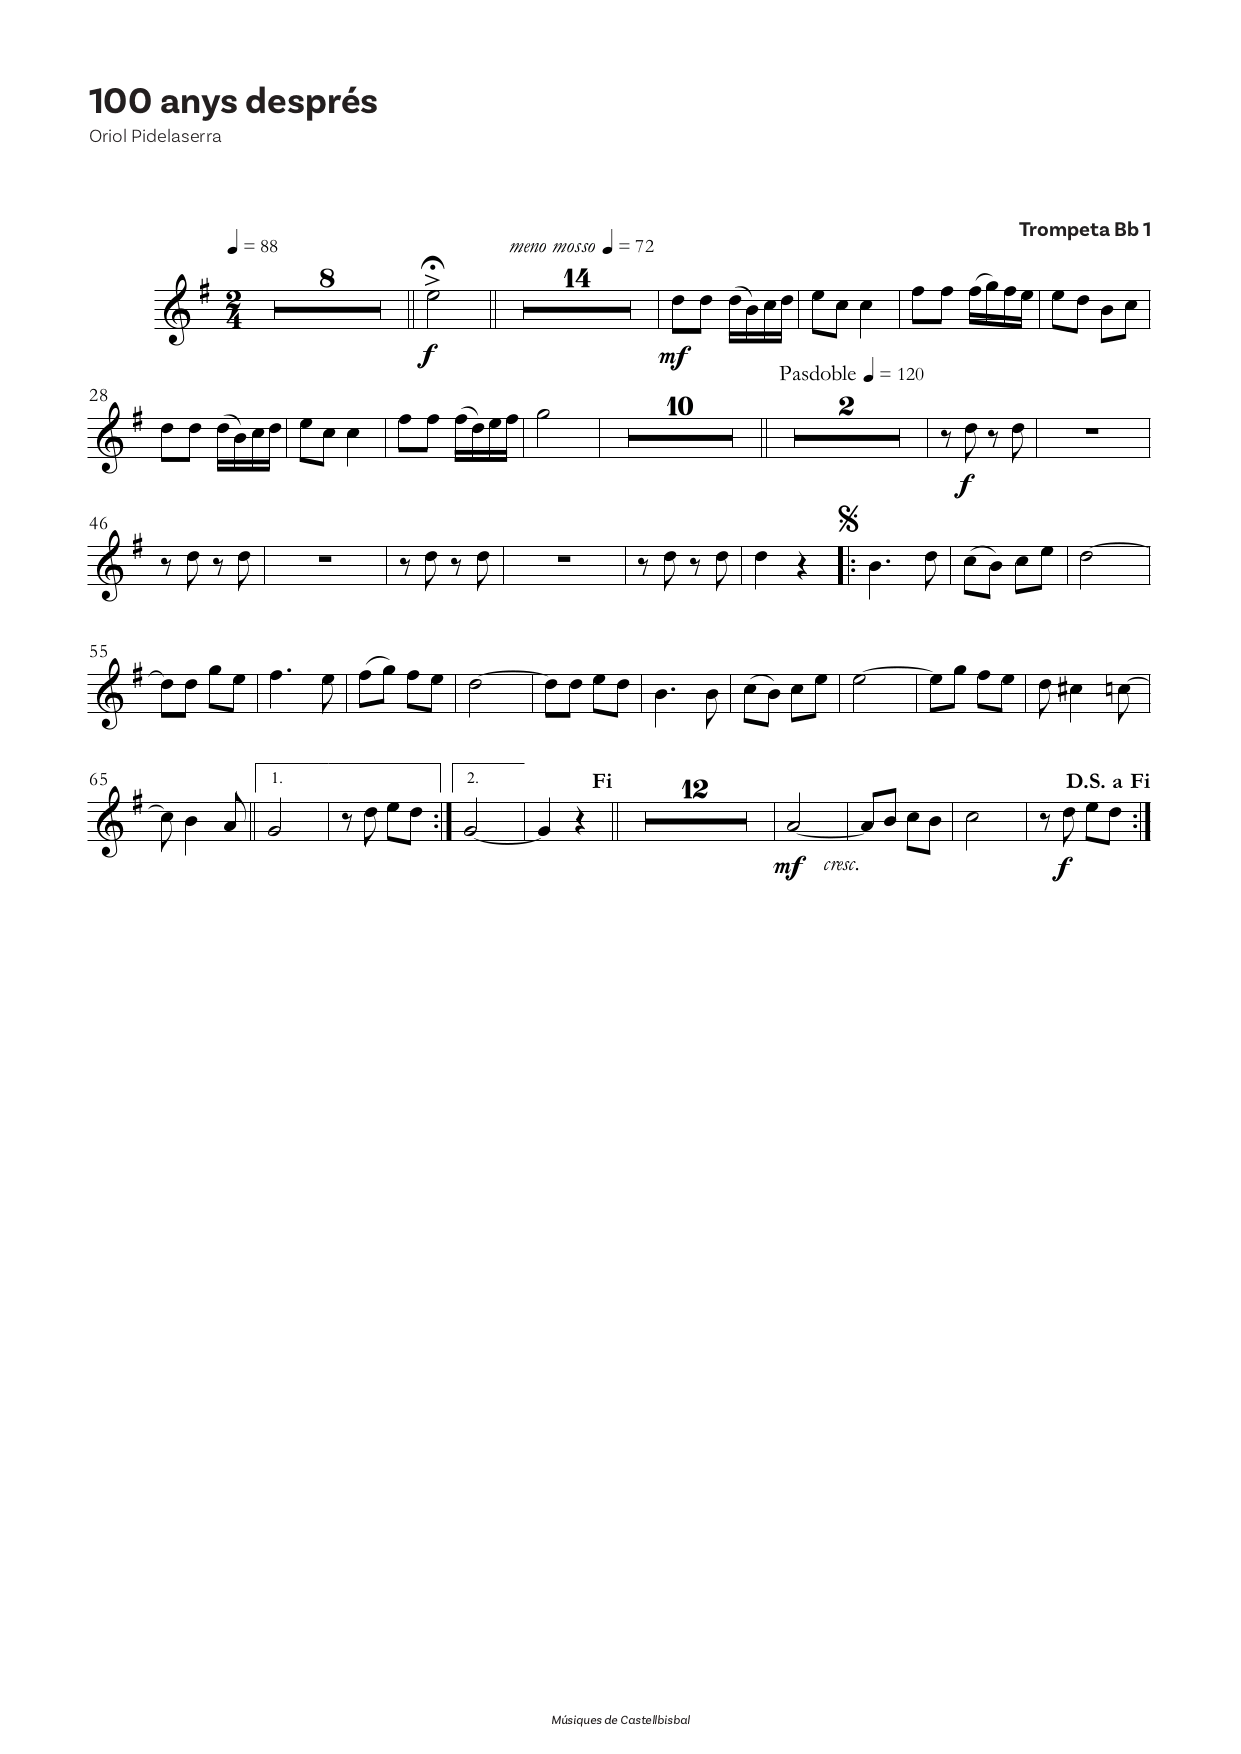 100 anys després
Oriol Pidelaserra
Trompeta Bb 1
♩ = 88
meno mosso ♩ = 72
8
14
2
4
f
mf
Pasdoble ♩ = 120
28
10
2
f
46
55
65
1.
2.
Fi
12
D.S. a Fi
mf cresc.
f
Músiques de Castellbisbal